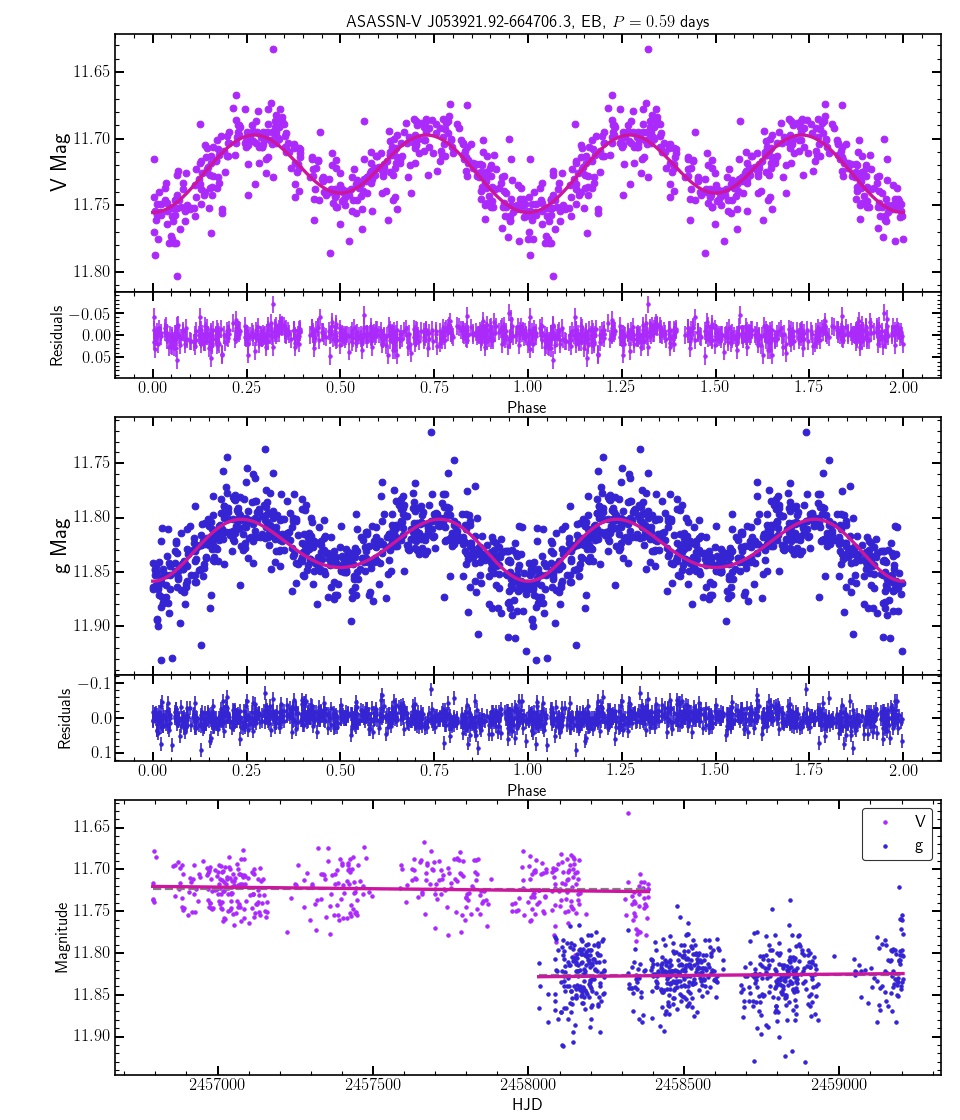 ASASSN-V J053921.92-664706.3, EB, P = 0.59 days
V Mag
11.65
11.70
11.75
11.80
Residuals
−0.05
0.00
0.05
0.00 0.25 0.50 0.75 1.00 1.25 1.50 1.75 2.00
Phase
g Mag
11.75
11.80
11.85
11.90
Residuals
−0.1
0.0
0.1
0.00 0.25 0.50 0.75 1.00 1.25 1.50 1.75 2.00
Phase
V
g
Magnitude
11.65
11.70
11.75
11.80
11.85
11.90
2457000 2457500 2458000 2458500 2459000
HJD